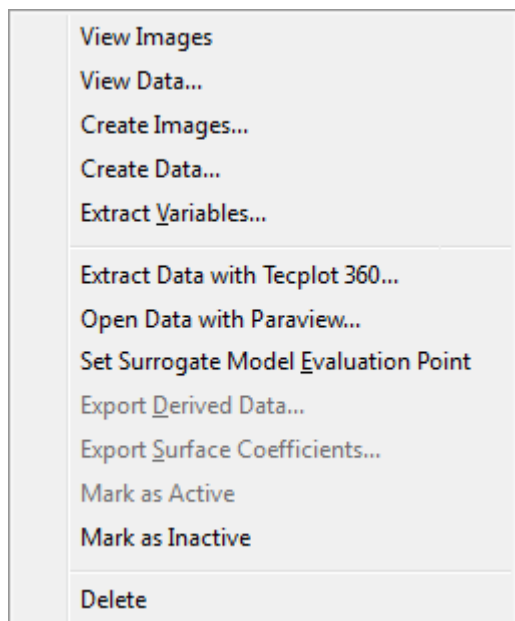 View Images
View Data...
Create Images...
Create Data...
Extract Variables...
Extract Data with Tecplot 360...
Open Data with Paraview...
Set Surrogate Model Evaluation Point
Export Derived Data...
Export Surface Coefficients...
Mark as Active
Mark as Inactive
Delete